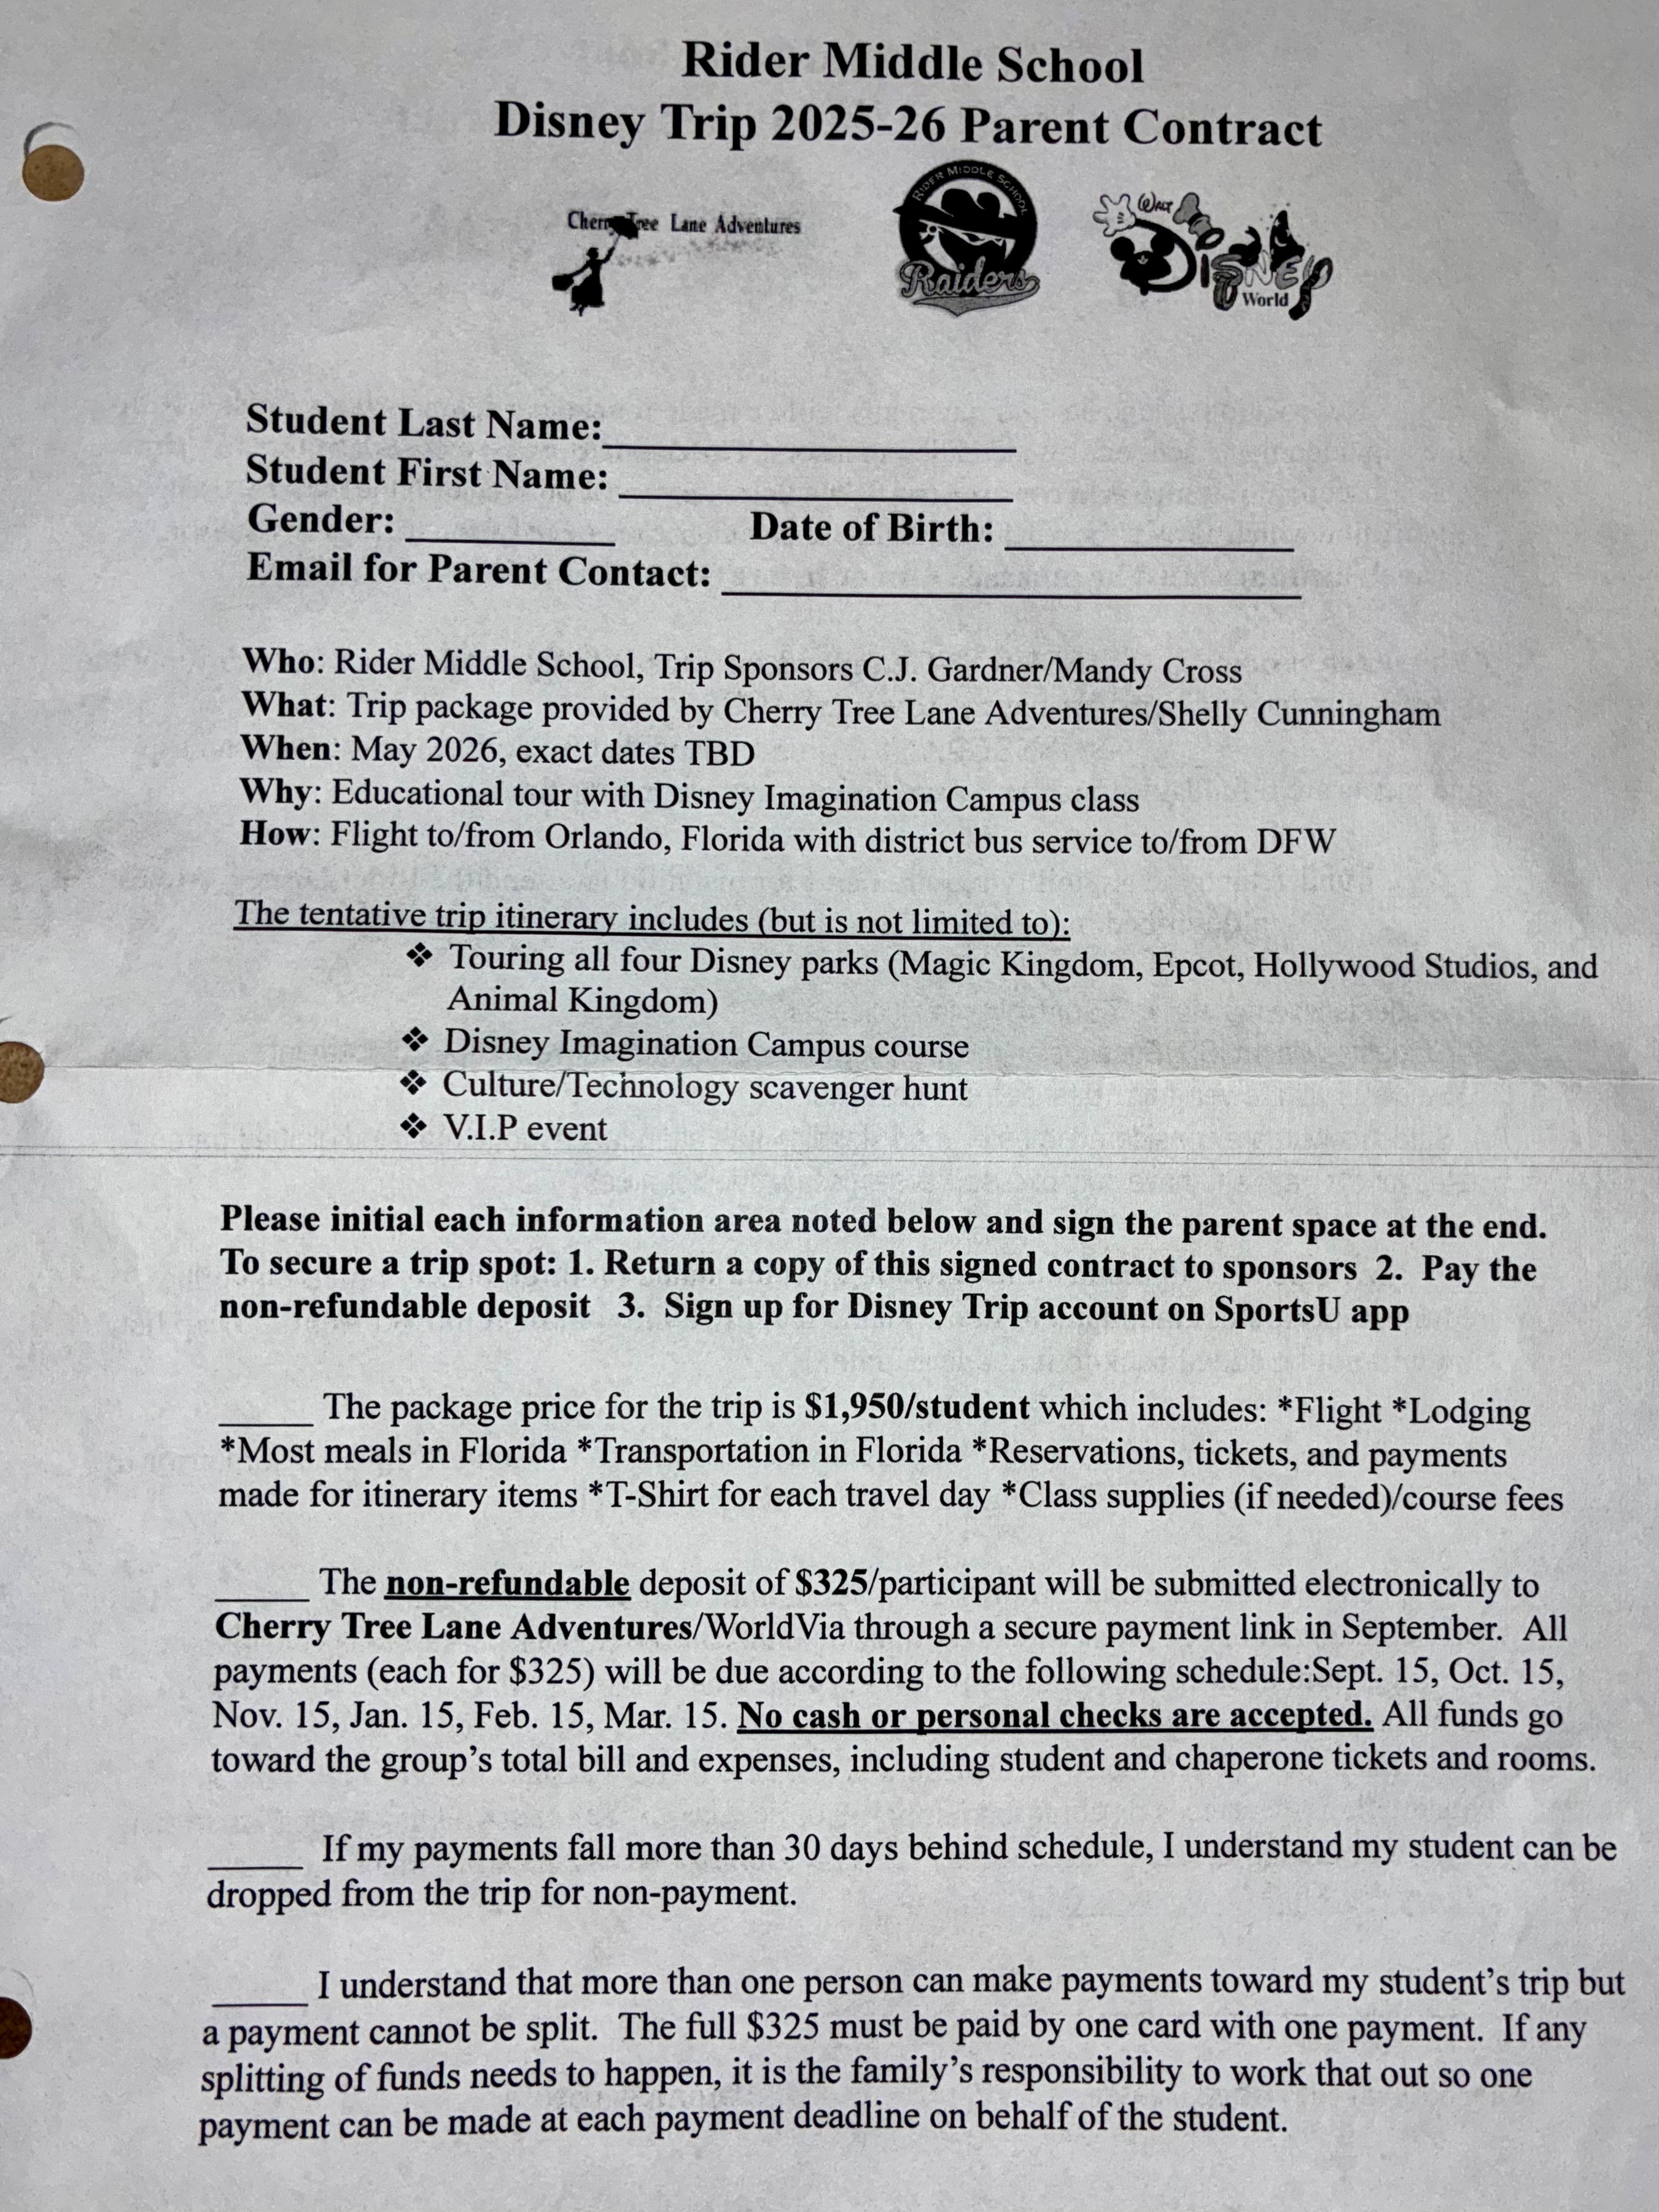 Rider Middle School
Disney Trip 2025-26 Parent Contract
Cherry Tree Lane Adventures
RIDER MIDDLE SCHOOL
Raiders
WALT
DISNEY
World
Student Last Name:
Student First Name:
Gender: Date of Birth:
Email for Parent Contact:
Who: Rider Middle School, Trip Sponsors C.J. Gardner/Mandy Cross
What: Trip package provided by Cherry Tree Lane Adventures/Shelly Cunningham
When: May 2026, exact dates TBD
Why: Educational tour with Disney Imagination Campus class
How: Flight to/from Orlando, Florida with district bus service to/from DFW
The tentative trip itinerary includes (but is not limited to):
❖ Touring all four Disney parks (Magic Kingdom, Epcot, Hollywood Studios, and
Animal Kingdom)
❖ Disney Imagination Campus course
❖ Culture/Technology scavenger hunt
❖ V.I.P event
Please initial each information area noted below and sign the parent space at the end.
To secure a trip spot: 1. Return a copy of this signed contract to sponsors 2. Pay the
non-refundable deposit 3. Sign up for Disney Trip account on SportsU app
_____ The package price for the trip is $1,950/student which includes: *Flight *Lodging
*Most meals in Florida *Transportation in Florida *Reservations, tickets, and payments
made for itinerary items *T-Shirt for each travel day *Class supplies (if needed)/course fees
_____ The non-refundable deposit of $325/participant will be submitted electronically to
Cherry Tree Lane Adventures/WorldVia through a secure payment link in September. All
payments (each for $325) will be due according to the following schedule:Sept. 15, Oct. 15,
Nov. 15, Jan. 15, Feb. 15, Mar. 15. No cash or personal checks are accepted. All funds go
toward the group's total bill and expenses, including student and chaperone tickets and rooms.
_____ If my payments fall more than 30 days behind schedule, I understand my student can be
dropped from the trip for non-payment.
_____ I understand that more than one person can make payments toward my student's trip but
a payment cannot be split. The full $325 must be paid by one card with one payment. If any
splitting of funds needs to happen, it is the family's responsibility to work that out so one
payment can be made at each payment deadline on behalf of the student.